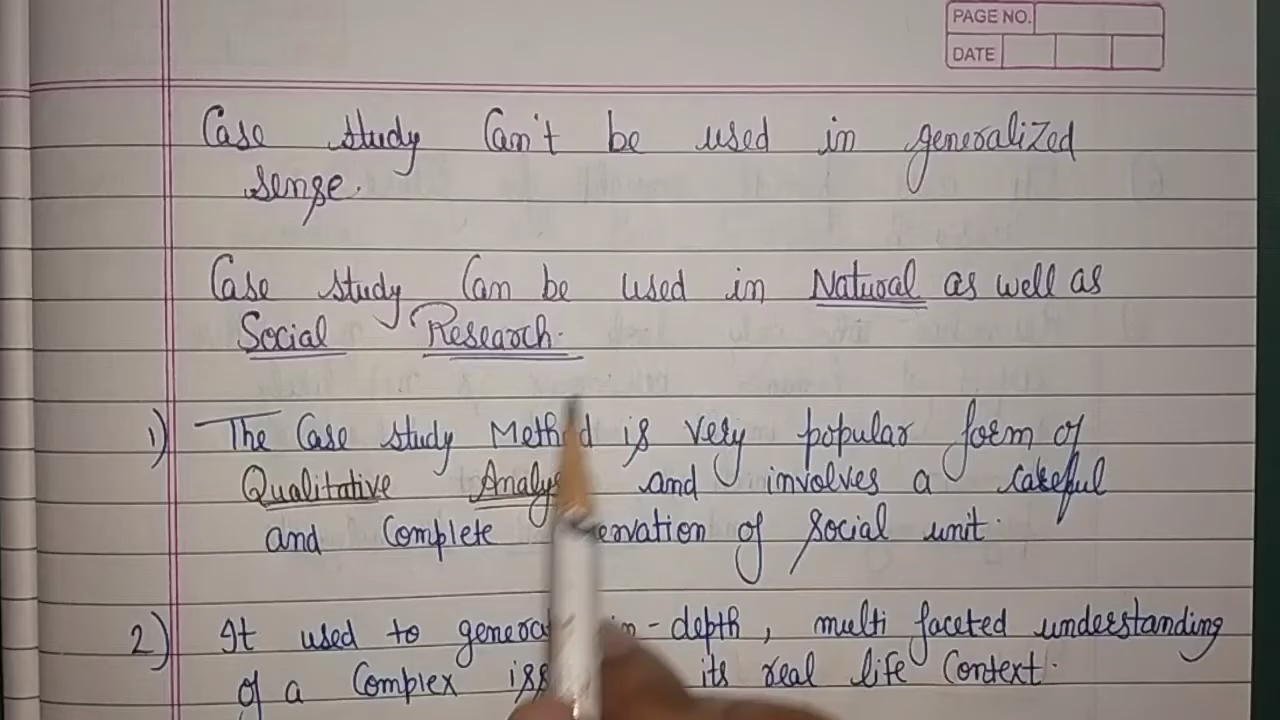 PAGE NO.
DATE
Case study Can't be used in generalized
sense.
Case study Can be used in Natural as well as
Social Research.
1) The Case study Method is very popular form of
Qualitative and involves a careful
and Complete of social unit.
2) It used to in-depth, multi faceted understanding
of a Complex its real life Context.